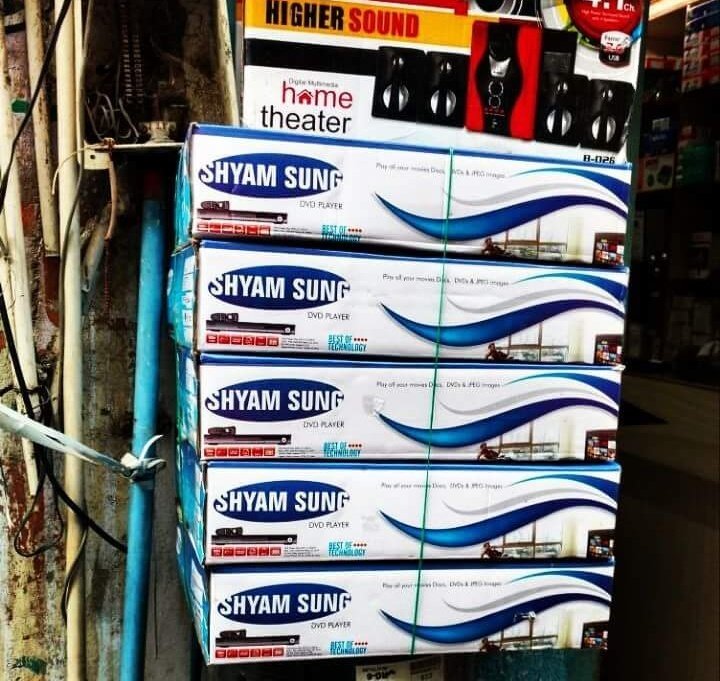 HIGHER SOUND
4.1 Ch.
USB
Digital Multimedia
home
theater
B-026
SHYAM SUNG
DVD PLAYER
Play all your movies Discs, DVDs & JPEG Images
BEST OF
TECHNOLOGY
SHYAM SUNG
DVD PLAYER
Play all your movies Discs, DVDs & JPEG Images
BEST OF
TECHNOLOGY
SHYAM SUNG
DVD PLAYER
Play all your movies Discs, DVDs & JPEG Images
BEST OF
TECHNOLOGY
SHYAM SUNG
DVD PLAYER
Play all your movies Discs, DVDs & JPEG Images
BEST OF
TECHNOLOGY
SHYAM SUNG
DVD PLAYER
Play all your movies Discs, DVDs & JPEG Images
BEST OF
TECHNOLOGY